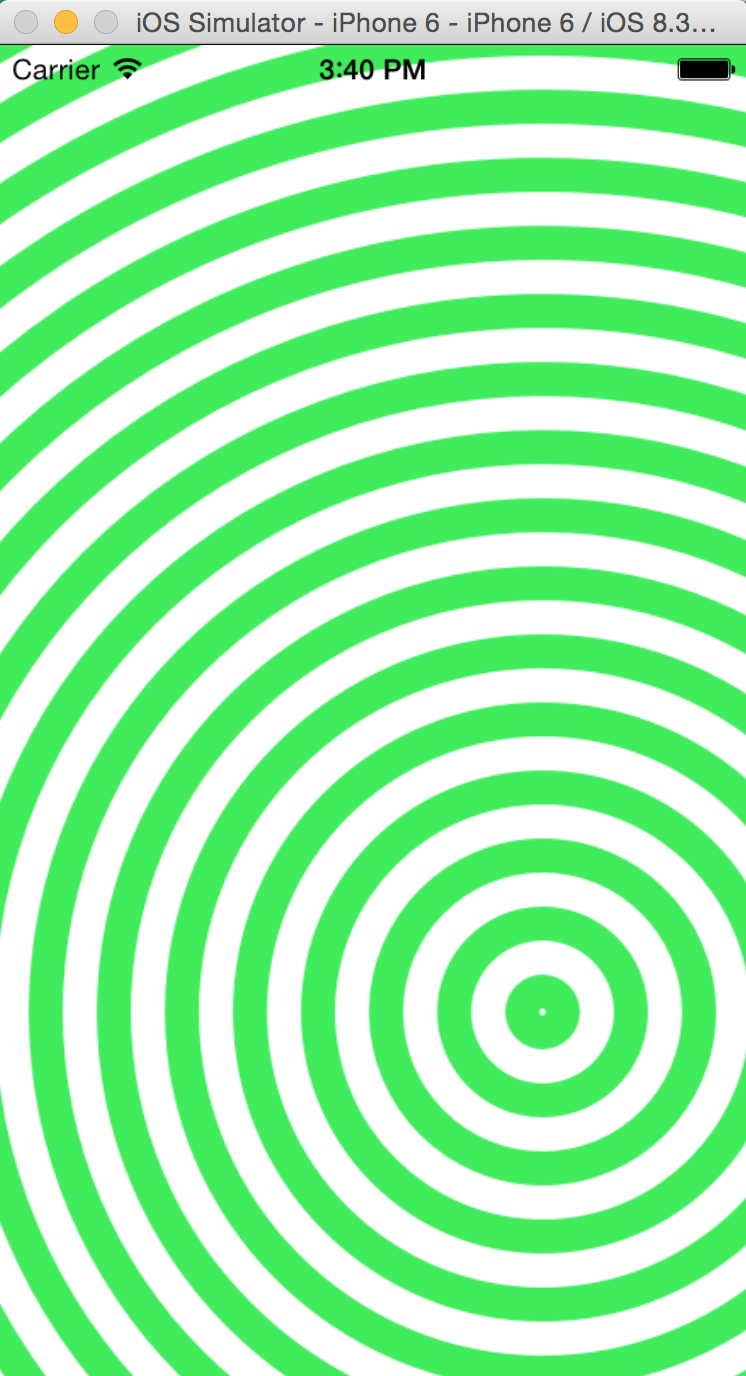 iOS Simulator - iPhone 6 - iPhone 6 / iOS 8.3...
Carrier 3:40 PM